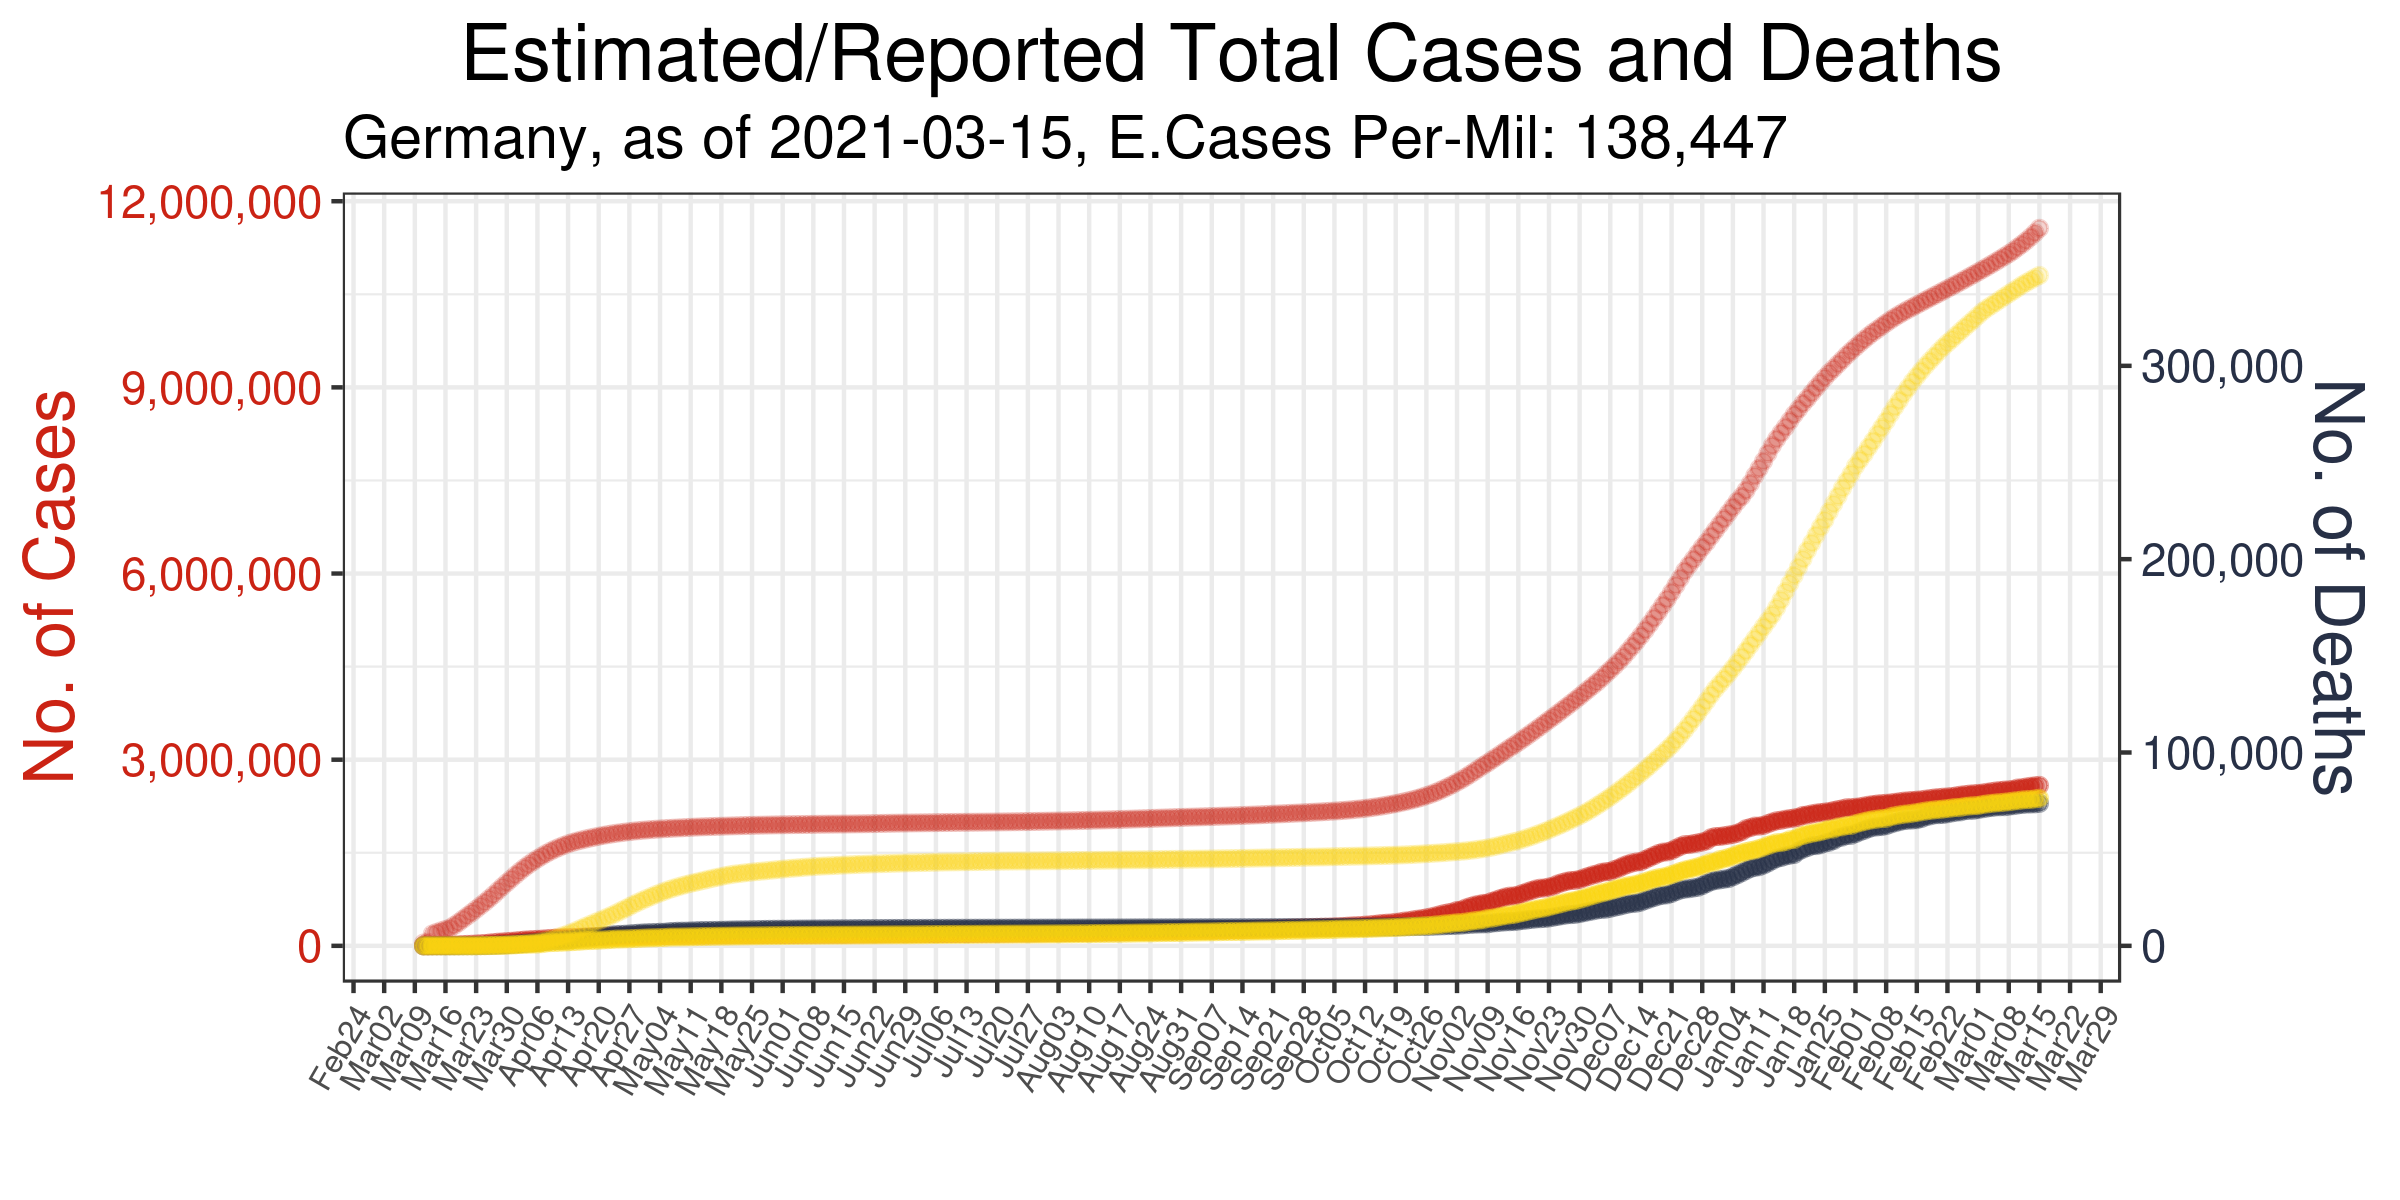 Estimated/Reported Total Cases and Deaths
Germany, as of 2021-03-15, E.Cases Per-Mil: 138,447
No. of Cases
12,000,000
9,000,000
6,000,000
3,000,000
0
No. of Deaths
300,000
200,000
100,000
0
Feb24
Mar02
Mar09
Mar16
Mar23
Mar30
Apr06
Apr13
Apr20
Apr27
May04
May11
May18
May25
Jun01
Jun08
Jun15
Jun22
Jun29
Jul06
Jul13
Jul20
Jul27
Aug03
Aug10
Aug17
Aug24
Aug31
Sep07
Sep14
Sep21
Sep28
Oct05
Oct12
Oct19
Oct26
Nov02
Nov09
Nov16
Nov23
Nov30
Dec07
Dec14
Dec21
Dec28
Jan04
Jan11
Jan18
Jan25
Feb01
Feb08
Feb15
Feb22
Mar01
Mar08
Mar15
Mar22
Mar29